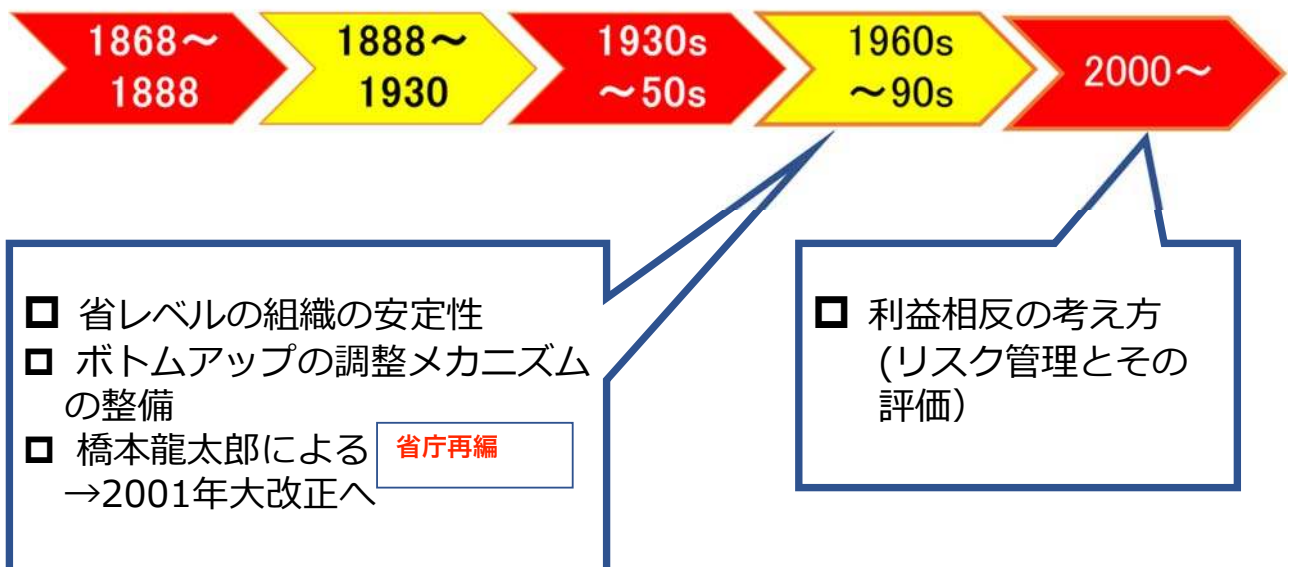 1868～
1888
1888～
1930
1930s
～50s
1960s
～90s
2000～
省レベルの組織の安定性
ボトムアップの調整メカニズム
の整備
橋本龍太郎による 省庁再編
→2001年大改正へ
利益相反の考え方
(リスク管理とその
評価）